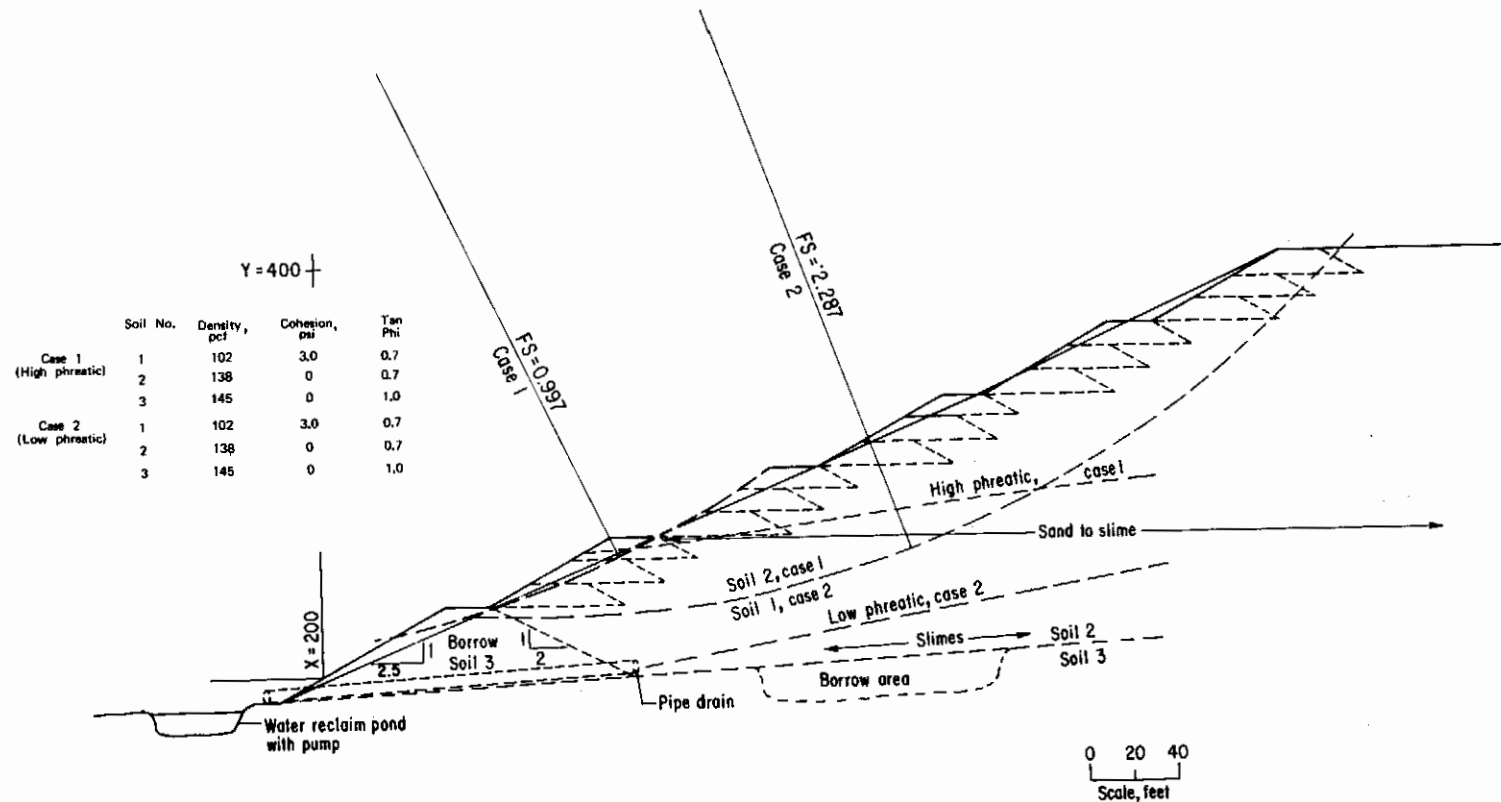 Y = 400
Soil No. Density, pcf Cohesion, psi Tan Phi
Case 1 (High phreatic) 1 102 3.0 0.7
2 138 0 0.7
3 145 0 1.0
Case 2 (Low phreatic) 1 102 3.0 0.7
2 138 0 0.7
3 145 0 1.0
FS = 0.997
Case 1
FS = 2.287
Case 2
High phreatic, case 1
Sand to slime
Soil 2, case 1
Soil 1, case 2
Low phreatic, case 2
X = 200
Borrow
Soil 3
1
2.5
1
2
Slimes
Soil 2
Soil 3
Borrow area
Pipe drain
Water reclaim pond
with pump
0 20 40
Scale, feet